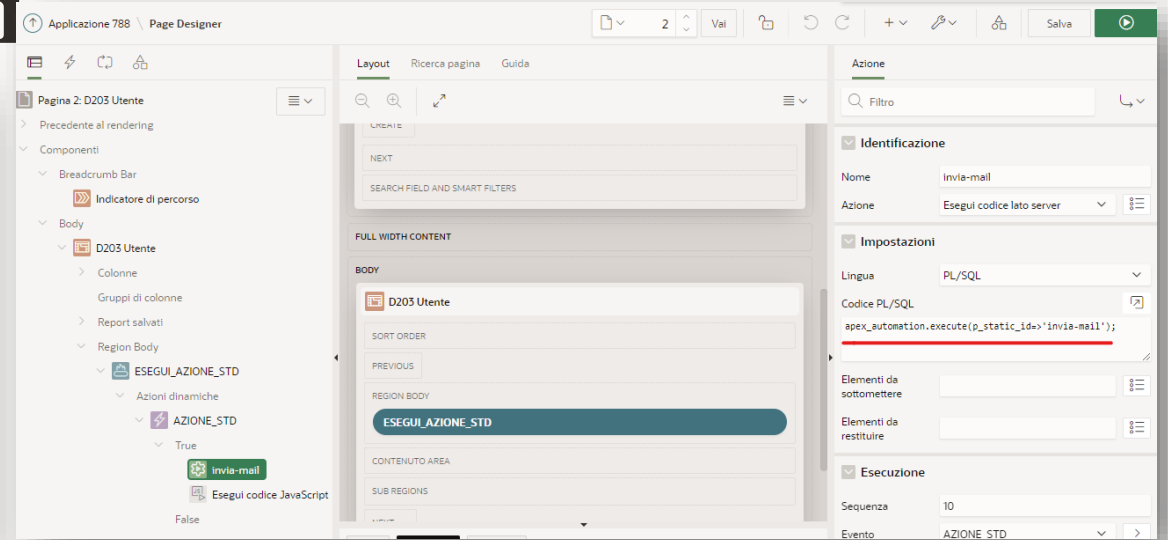 Applicazione 788 \ Page Designer
2
Vai
Salva
Pagina 2: D203 Utente
Precedente al rendering
Componenti
Breadcrumb Bar
Indicatore di percorso
Body
D203 Utente
Colonne
Gruppi di colonne
Report salvati
Region Body
ESEGUI_AZIONE_STD
Azioni dinamiche
AZIONE_STD
True
invia-mail
Esegui codice JavaScript
False
Layout
Ricerca pagina
Guida
CREATE
NEXT
SEARCH FIELD AND SMART FILTERS
FULL WIDTH CONTENT
BODY
D203 Utente
SORT ORDER
PREVIOUS
REGION BODY
ESEGUI_AZIONE_STD
CONTENUTO AREA
SUB REGIONS
NEXT
Azione
Filtro
Identificazione
Nome
invia-mail
Azione
Esegui codice lato server
Impostazioni
Lingua
PL/SQL
Codice PL/SQL
apex_automation.execute(p_static_id=>'invia-mail');
Elementi da
sottomettere
Elementi da
restituire
Esecuzione
Sequenza
10
Evento
AZIONE STD